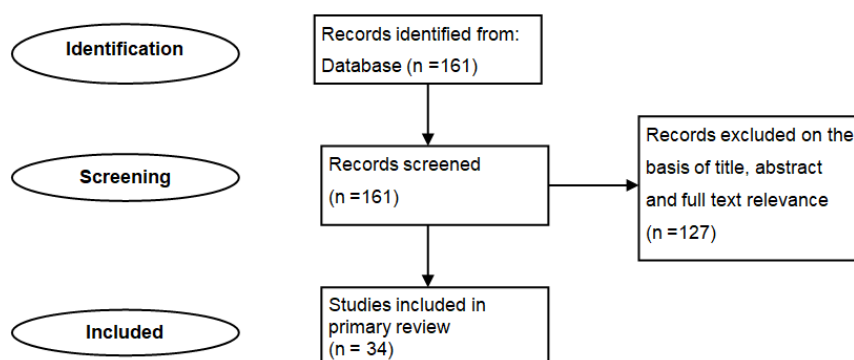 Identification
Records identified from:
Database (n =161)
Screening
Records screened
(n =161)
Records excluded on the
basis of title, abstract
and full text relevance
(n =127)
Included
Studies included in
primary review
(n = 34)